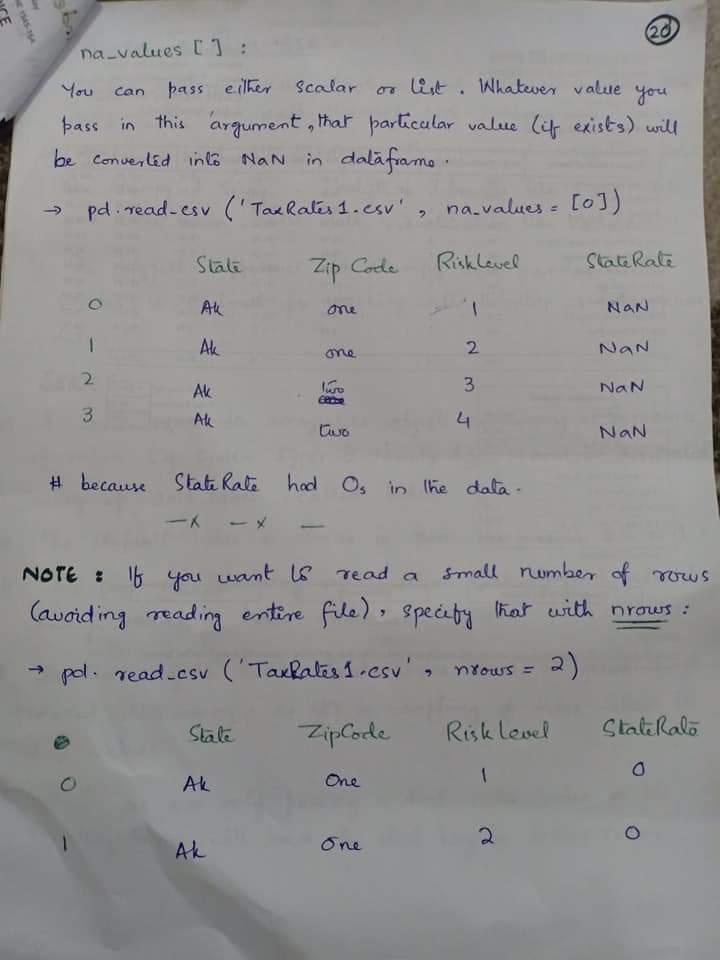 20
na_values [ ] :
You can pass either scalar or list. Whatever value you
pass in this argument, that particular value (if exists) will
be converted into NaN in dataframe.
→ pd.read_csv ('TaxRates1.csv', na_values = [0])
State Zip Code RiskLevel StateRate
0 Ak one 1 NaN
1 Ak one 2 NaN
2 Ak two 3 NaN
3 Ak two 4 NaN
# because StateRate had 0s in the data.
—x —x —
NOTE : If you want to read a small number of rows
(avoiding reading entire file), specify that with nrows :
→ pd.read_csv ('TaxRates1.csv', nrows = 2)
State ZipCode RiskLevel StateRate
0 Ak One 1 0
1 Ak One 2 0